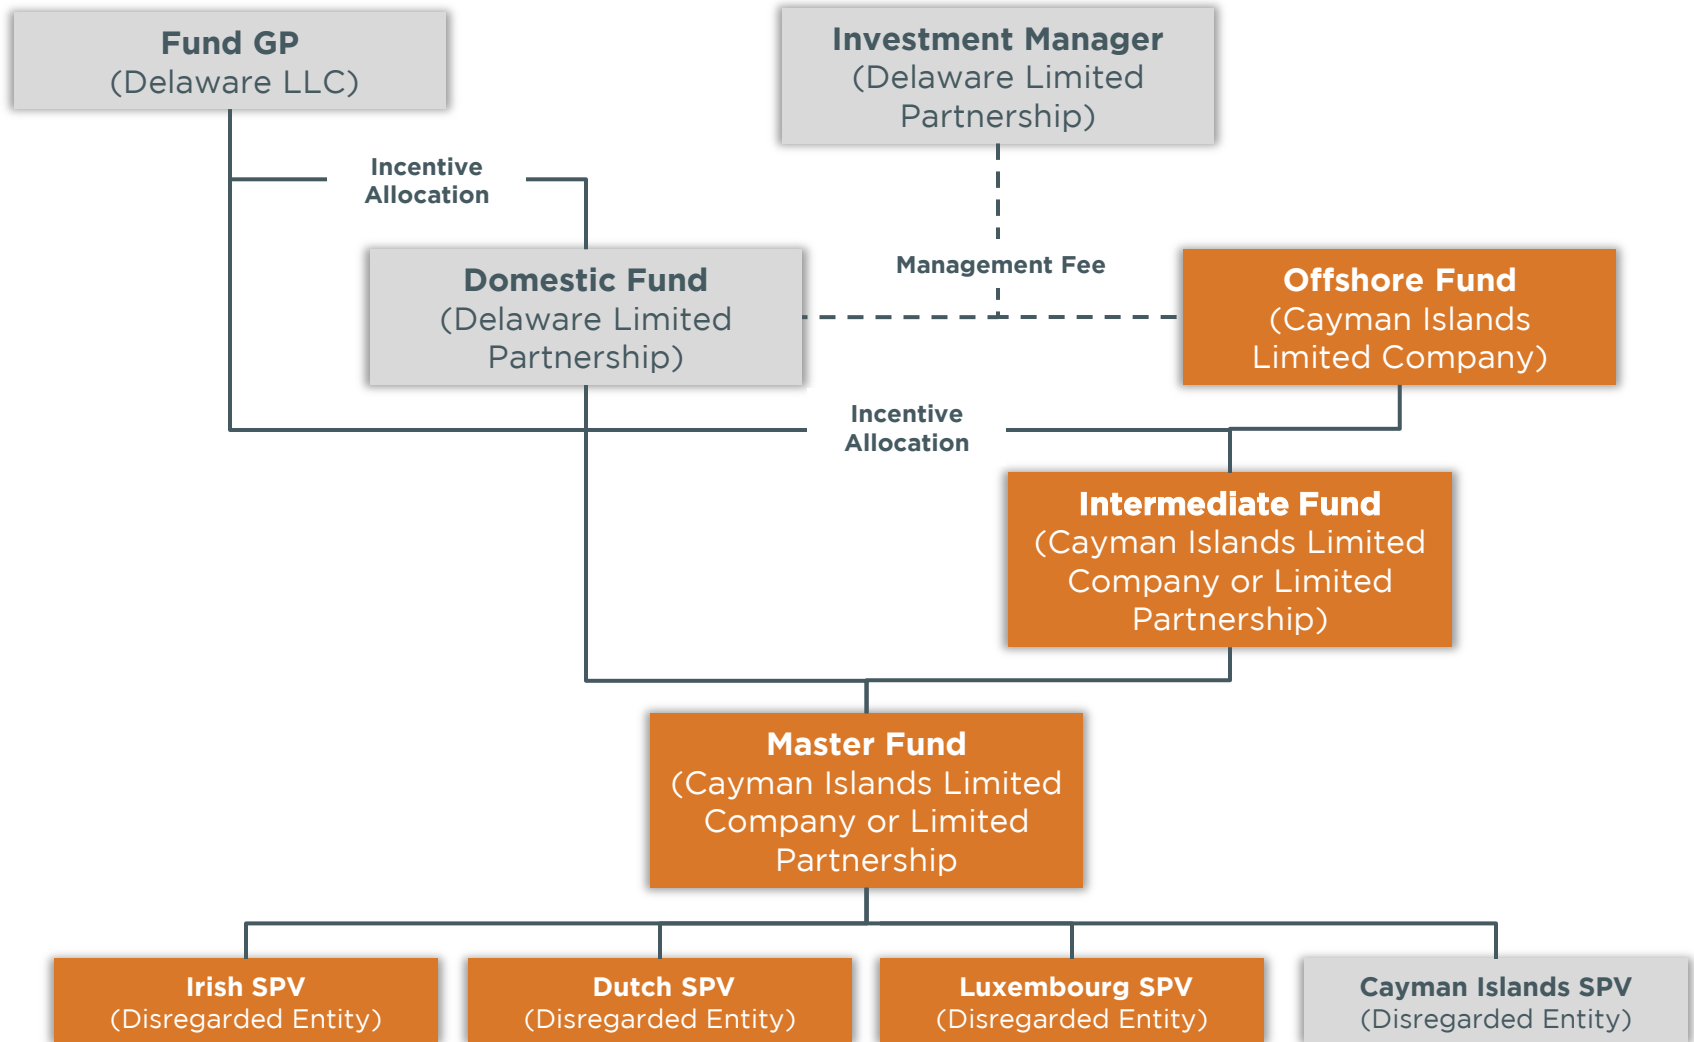 Fund GP
(Delaware LLC)
Investment Manager
(Delaware Limited
Partnership)
Incentive
Allocation
Domestic Fund
(Delaware Limited
Partnership)
Management Fee
Offshore Fund
(Cayman Islands
Limited Company)
Incentive
Allocation
Intermediate Fund
(Cayman Islands Limited
Company or Limited
Partnership)
Master Fund
(Cayman Islands Limited
Company or Limited
Partnership
Irish SPV
(Disregarded Entity)
Dutch SPV
(Disregarded Entity)
Luxembourg SPV
(Disregarded Entity)
Cayman Islands SPV
(Disregarded Entity)